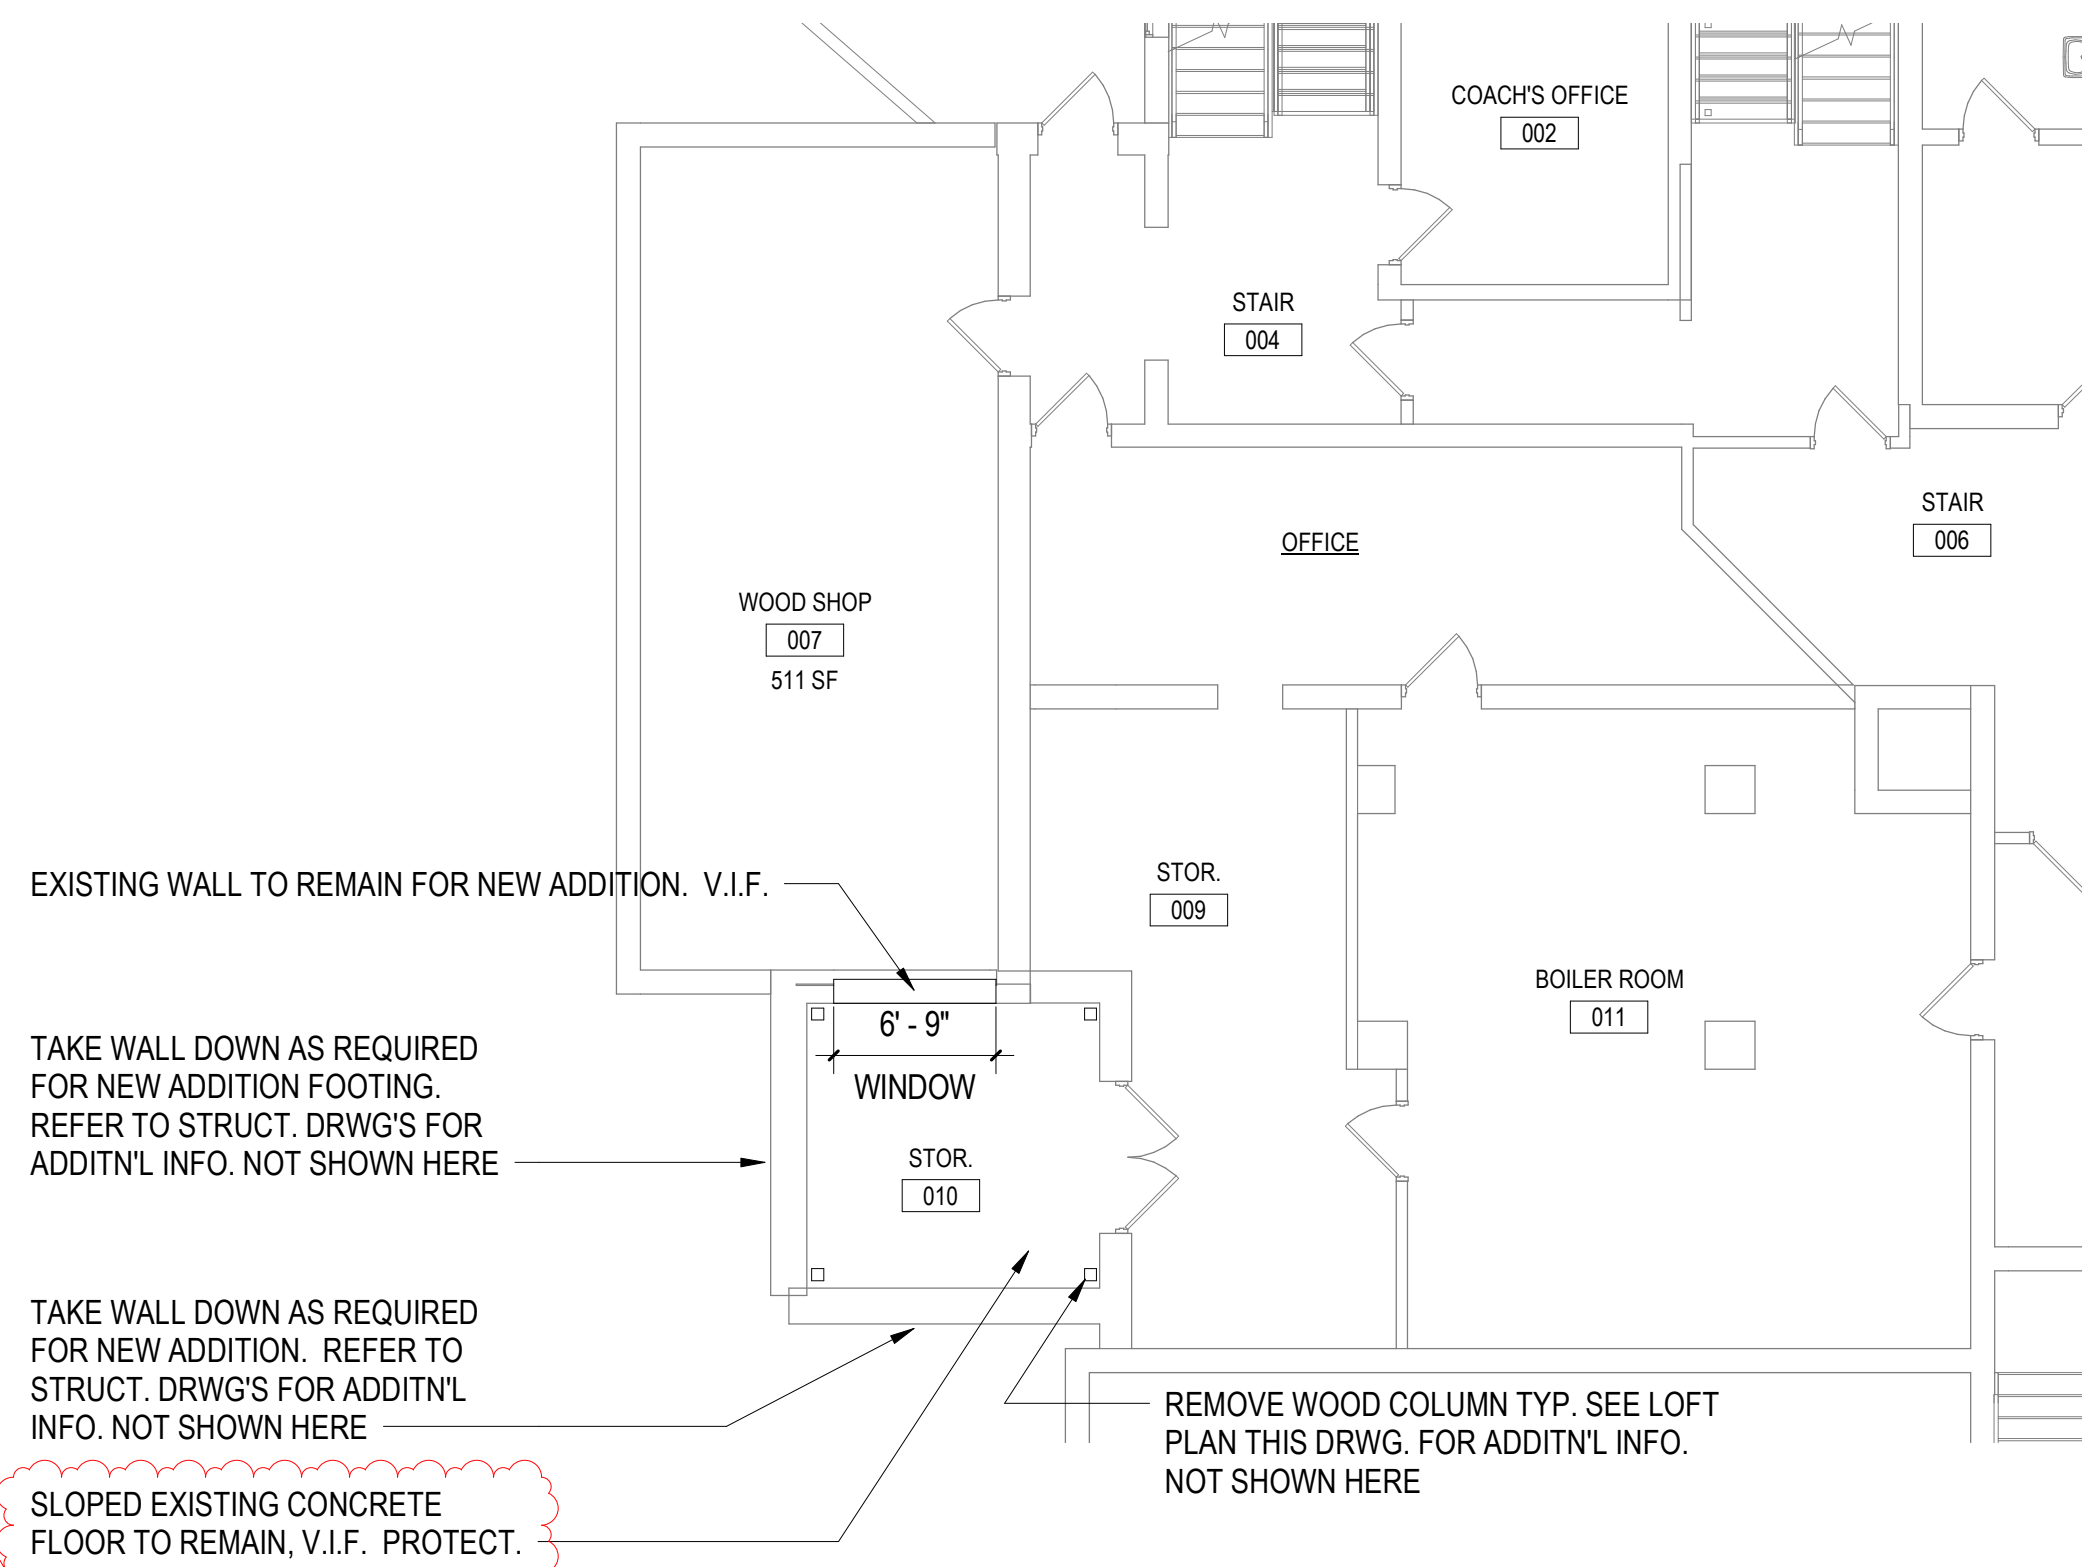 COACH'S OFFICE
002
STAIR
004
STAIR
006
OFFICE
WOOD SHOP
007
511 SF
EXISTING WALL TO REMAIN FOR NEW ADDITION.  V.I.F.
STOR.
009
BOILER ROOM
011
6' - 9"
WINDOW
TAKE WALL DOWN AS REQUIRED
FOR NEW ADDITION FOOTING.
REFER TO STRUCT. DRWG'S FOR
ADDITN'L INFO. NOT SHOWN HERE
STOR.
010
TAKE WALL DOWN AS REQUIRED
FOR NEW ADDITION.  REFER TO
STRUCT. DRWG'S FOR ADDITN'L
INFO. NOT SHOWN HERE
REMOVE WOOD COLUMN TYP. SEE LOFT
PLAN THIS DRWG. FOR ADDITN'L INFO.
NOT SHOWN HERE
SLOPED EXISTING CONCRETE
FLOOR TO REMAIN, V.I.F.  PROTECT.